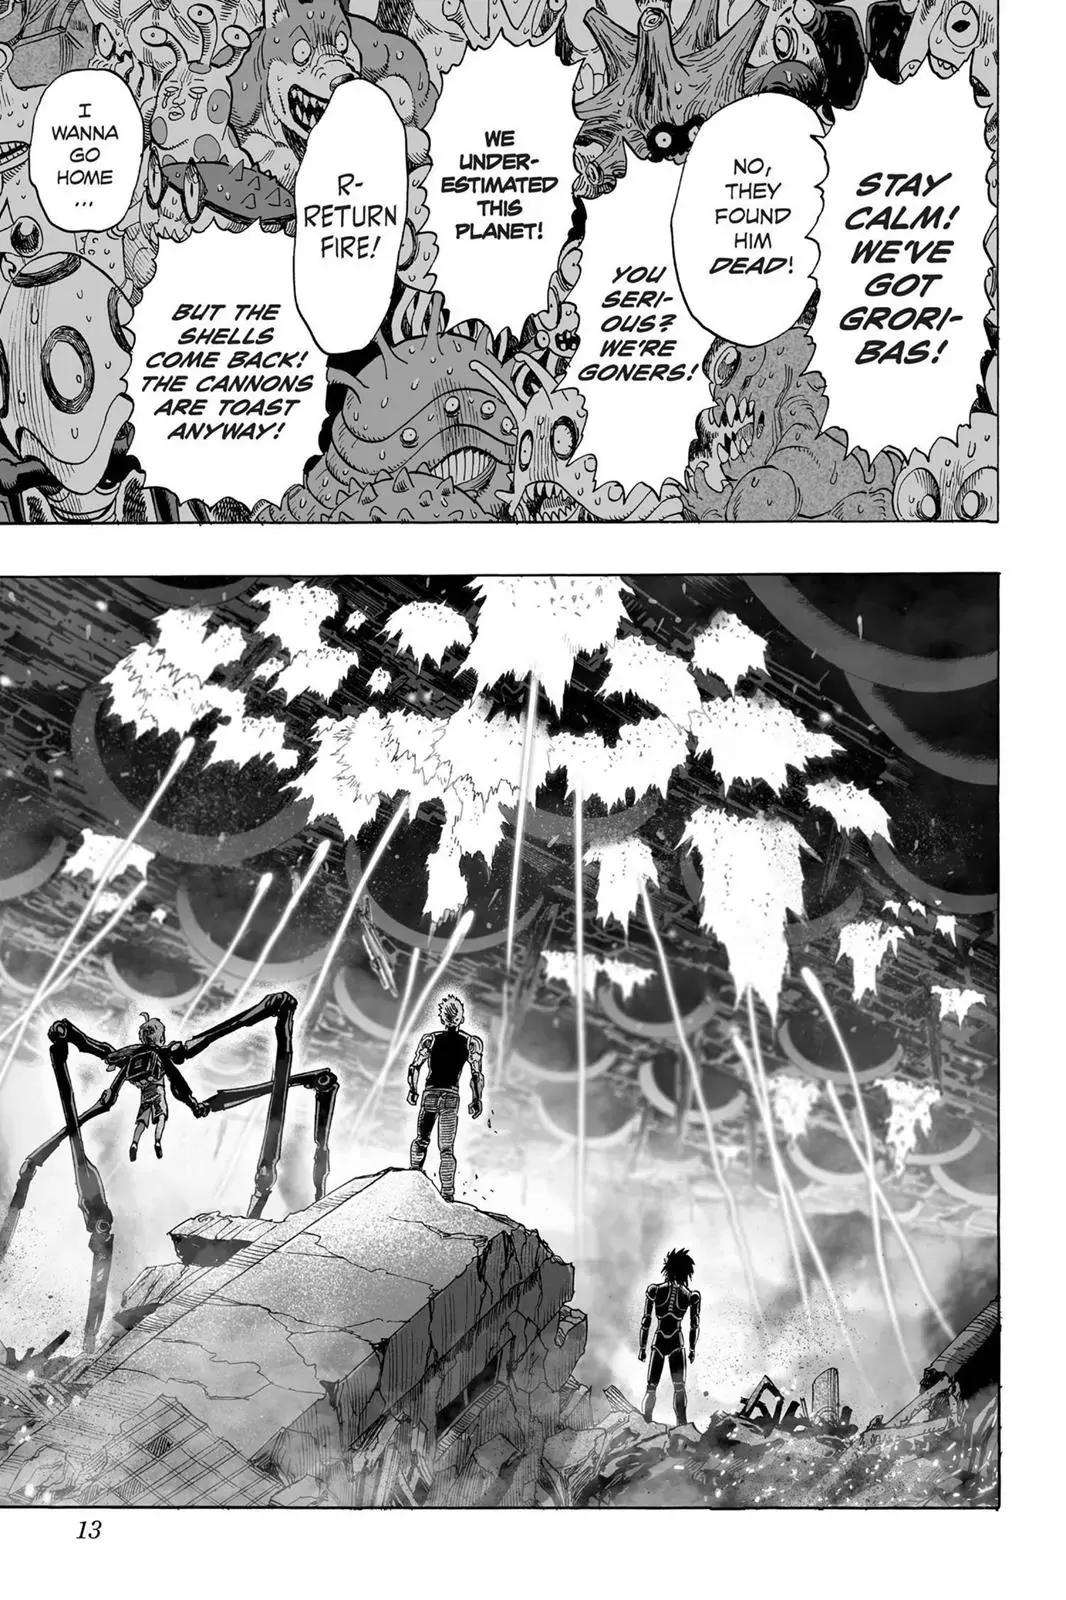 STAY
CALM!
WE'VE
GOT
GRORI-
BAS!
NO,
THEY
FOUND
HIM
DEAD!
YOU
SERI-
OUS?
WE'RE
GONERS!
WE
UNDER-
ESTIMATED
THIS
PLANET!
R-
RETURN
FIRE!
BUT THE
SHELLS
COME BACK!
THE CANNONS
ARE TOAST
ANYWAY!
I
WANNA
GO
HOME
...
13